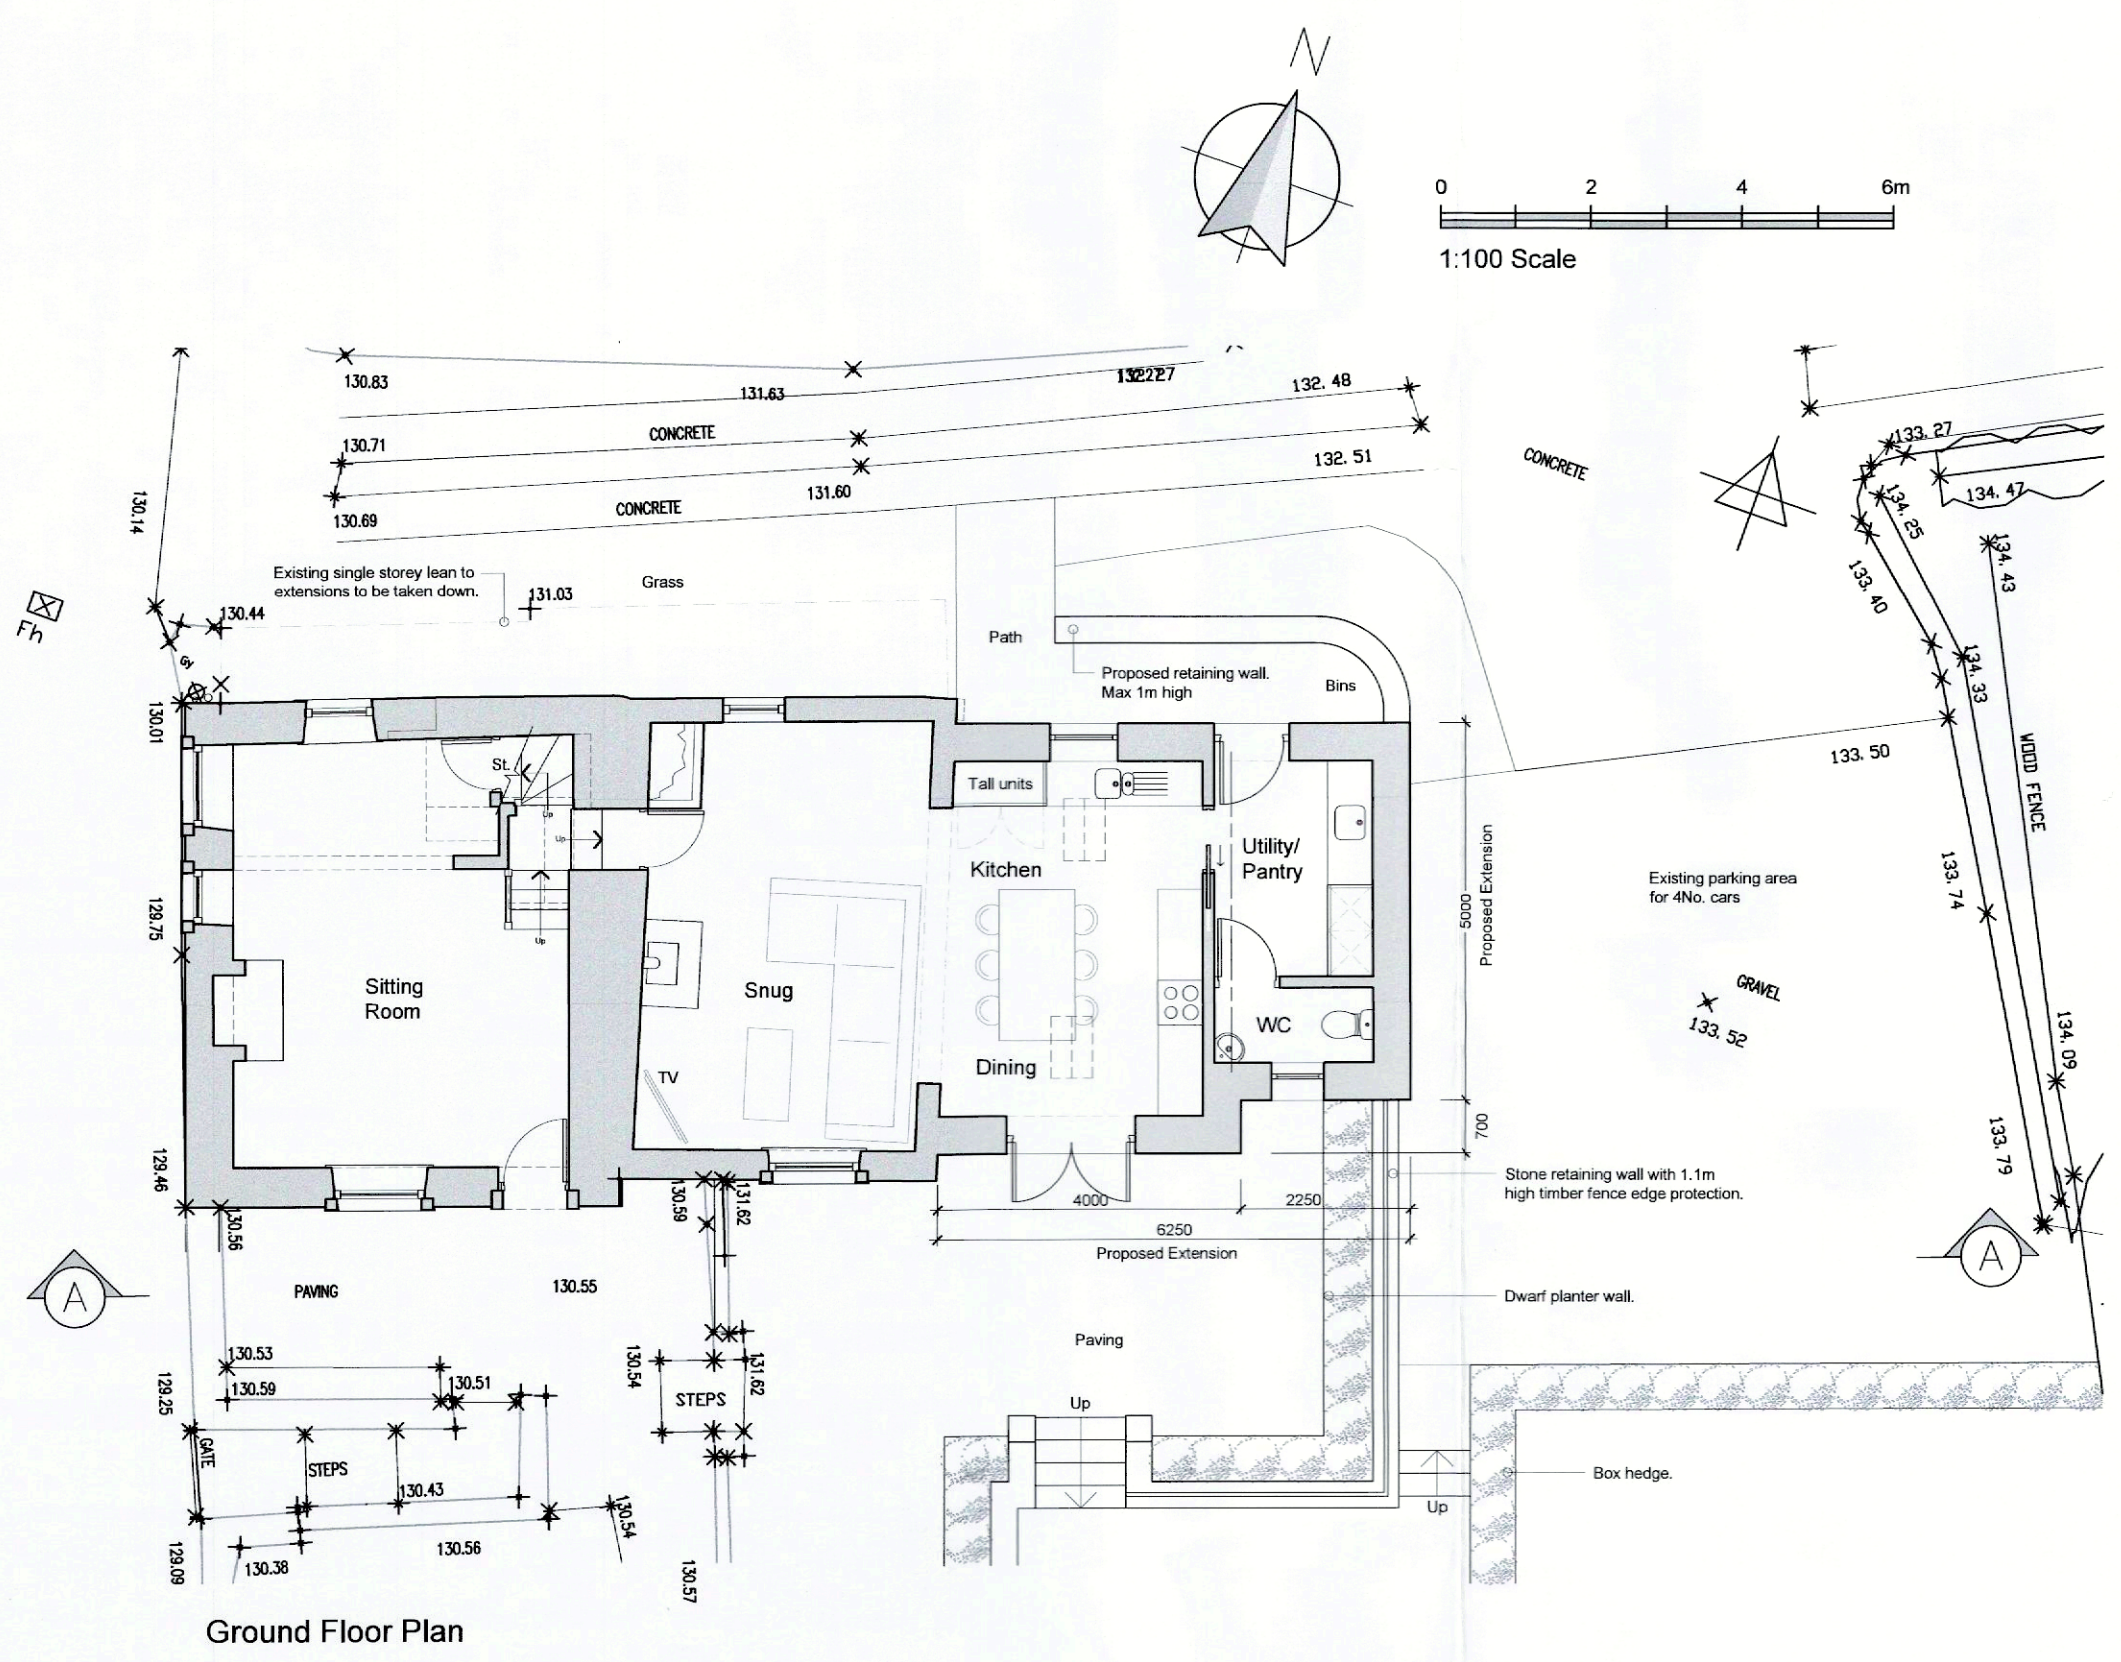 N
0 2 4 6m
1:100 Scale
130.83
131.63
132.48
130.71
CONCRETE
133.27
132.51
CONCRETE
131.60
134.47
130.69
CONCRETE
134.25
130.14
134.43
Existing single storey lean to
extensions to be taken down.
Grass
131.03
133.40
130.44
Fh
Path
GY
Proposed retaining wall.
Max 1m high
Bins
134.33
130.01
133.50
WOOD FENCE
St.
Tall units
Up
Up
Kitchen
Utility/
Pantry
5000
Proposed Extension
Existing parking area
for 4No. cars
133.74
129.75
Up
Sitting
Room
Snug
GRAVEL
133.52
WC
134.09
TV
Dining
700
133.79
129.46
Stone retaining wall with 1.1m
high timber fence edge protection.
130.59
131.62
4000
2250
130.56
6250
Proposed Extension
A
A
130.55
PAVING
Dwarf planter wall.
Paving
130.53
130.54
131.62
130.59
130.51
129.25
STEPS
Up
GATE
STEPS
Box hedge.
130.43
Up
130.54
130.56
129.09
130.38
130.57
Ground Floor Plan